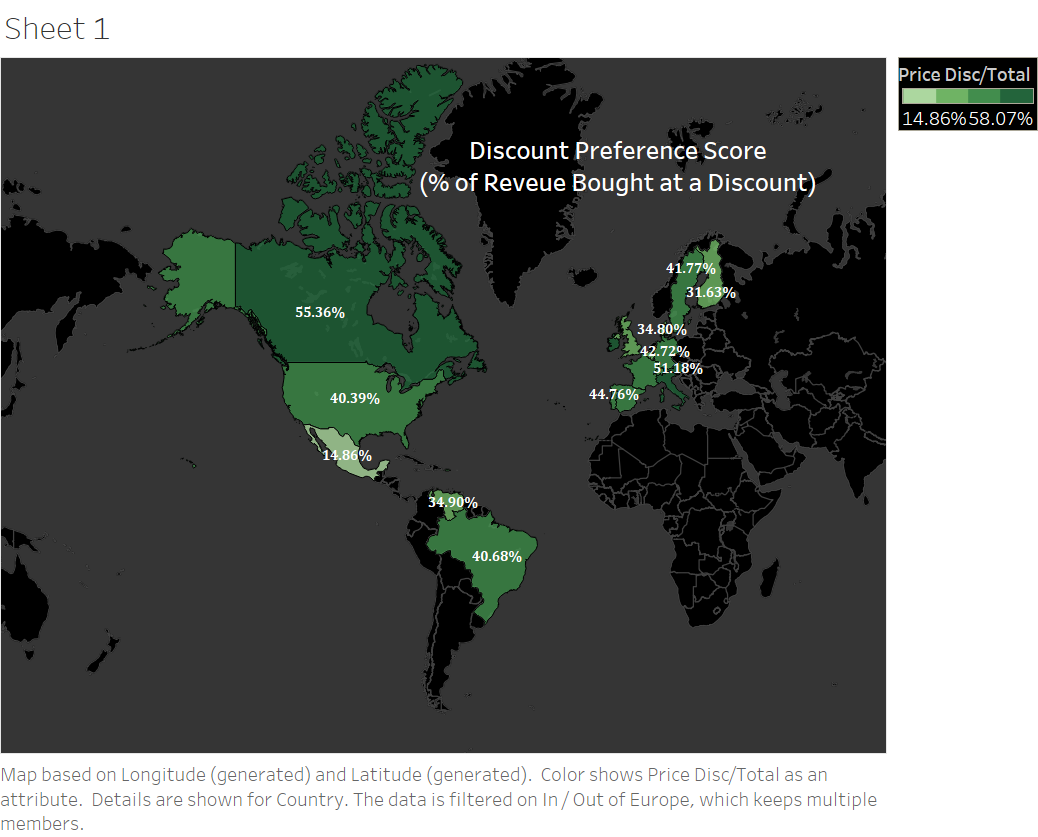 Sheet 1
Price Disc/Total
14.86% 58.07%
Discount Preference Score
(% of Reveue Bought at a Discount)
41.77%
31.63%
55.36%
34.80%
42.72%
51.18%
44.76%
40.39%
14.86%
34.90%
40.68%
Map based on Longitude (generated) and Latitude (generated).  Color shows Price Disc/Total as an
attribute.  Details are shown for Country. The data is filtered on In / Out of Europe, which keeps multiple
members.